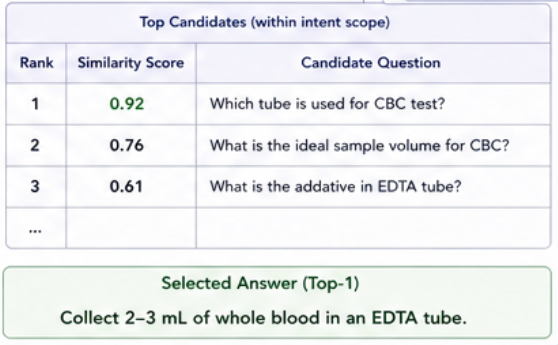 Top Candidates (within intent scope)
Rank Similarity Score Candidate Question
1 0.92 Which tube is used for CBC test?
2 0.76 What is the ideal sample volume for CBC?
3 0.61 What is the addative in EDTA tube?
...
Selected Answer (Top-1)
Collect 2–3 mL of whole blood in an EDTA tube.